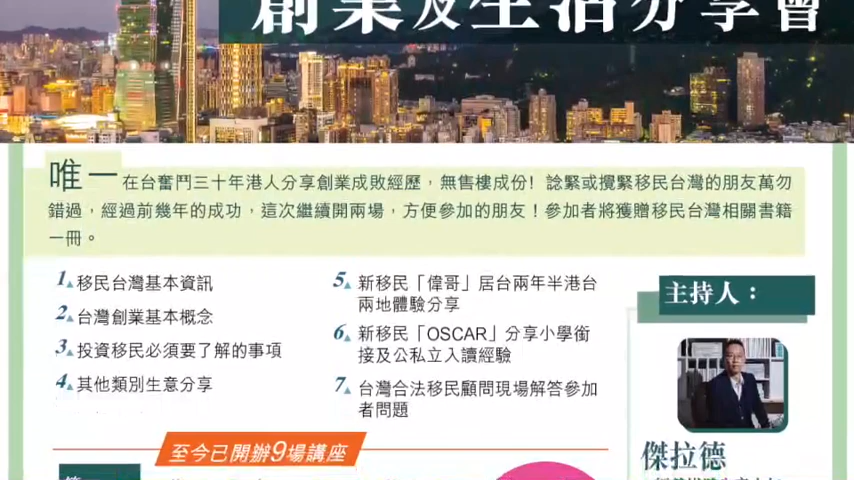 創業及生活分享會
唯一在台奮鬥三十年港人分享創業成敗經歷，無售樓成份! 諗緊或攪緊移民台灣的朋友萬勿
錯過，經過前幾年的成功，這次繼續開兩場，方便參加的朋友！參加者將獲贈移民台灣相關書籍
一冊。
1 移民台灣基本資訊
2 台灣創業基本概念
3 投資移民必須要了解的事項
4 其他類別生意分享
5 新移民「偉哥」居台兩年半港台
兩地體驗分享
6 新移民「OSCAR」分享小學銜
接及公私立入讀經驗
7 台灣合法移民顧問現場解答參加
者問題
主持人：
傑拉德
至今已開辦9場講座